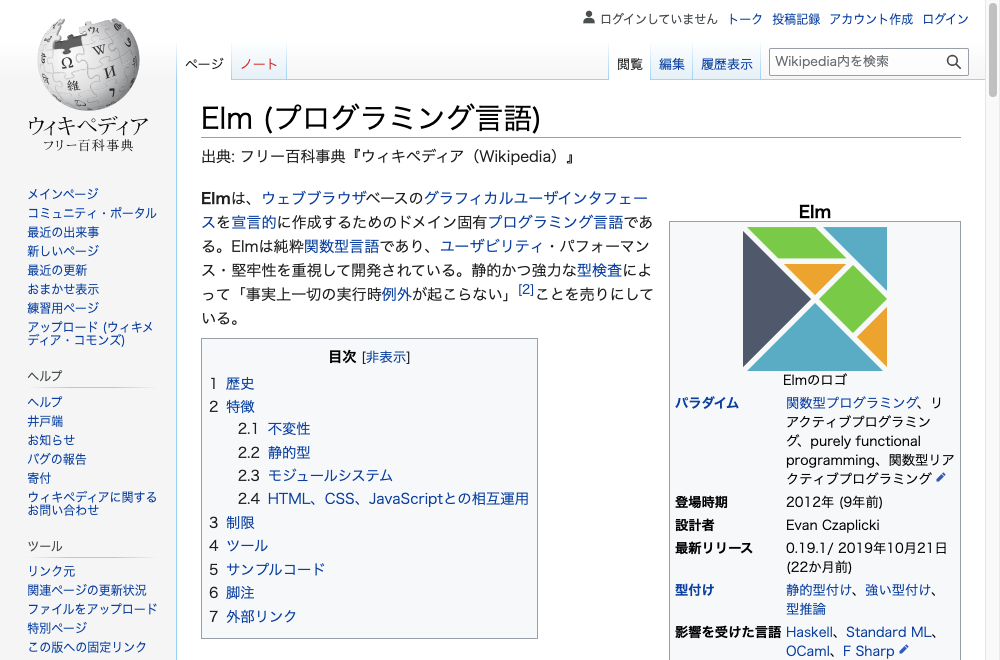 ログインしていません トーク 投稿記録 アカウント作成 ログイン
ページ ノート 閲覧 編集 履歴表示 Wikipedia内を検索
Ω W И 維 ウィ
ウィキペディア
フリー百科事典
メインページ
コミュニティ・ポータル
最近の出来事
新しいページ
最近の更新
おまかせ表示
練習用ページ
アップロード (ウィキメ
ディア・コモンズ)
ヘルプ
ヘルプ
井戸端
お知らせ
バグの報告
寄付
ウィキペディアに関する
お問い合わせ
ツール
リンク元
関連ページの更新状況
ファイルをアップロード
特別ページ
この版への固定リンク
Elm (プログラミング言語)
出典: フリー百科事典『ウィキペディア（Wikipedia）』
Elmは、ウェブブラウザベースのグラフィカルユーザインタフェー
スを宣言的に作成するためのドメイン固有プログラミング言語であ
る。Elmは純粋関数型言語であり、ユーザビリティ・パフォーマン
ス・堅牢性を重視して開発されている。静的かつ強力な型検査によ
って「事実上一切の実行時例外が起こらない」[2]ことを売りにして
いる。
目次 [非表示]
1 歴史
2 特徴
2.1 不変性
2.2 静的型
2.3 モジュールシステム
2.4 HTML、CSS、JavaScriptとの相互運用
3 制限
4 ツール
5 サンプルコード
6 脚注
7 外部リンク
Elm
Elmのロゴ
パラダイム 関数型プログラミング、リ
アクティブプログラミン
グ、purely functional
programming、関数型リア
クティブプログラミング
登場時期 2012年 (9年前)
設計者 Evan Czaplicki
最新リリース 0.19.1/ 2019年10月21日
(22か月前)
型付け 静的型付け、強い型付け、
型推論
影響を受けた言語 Haskell、Standard ML、
OCaml、F Sharp